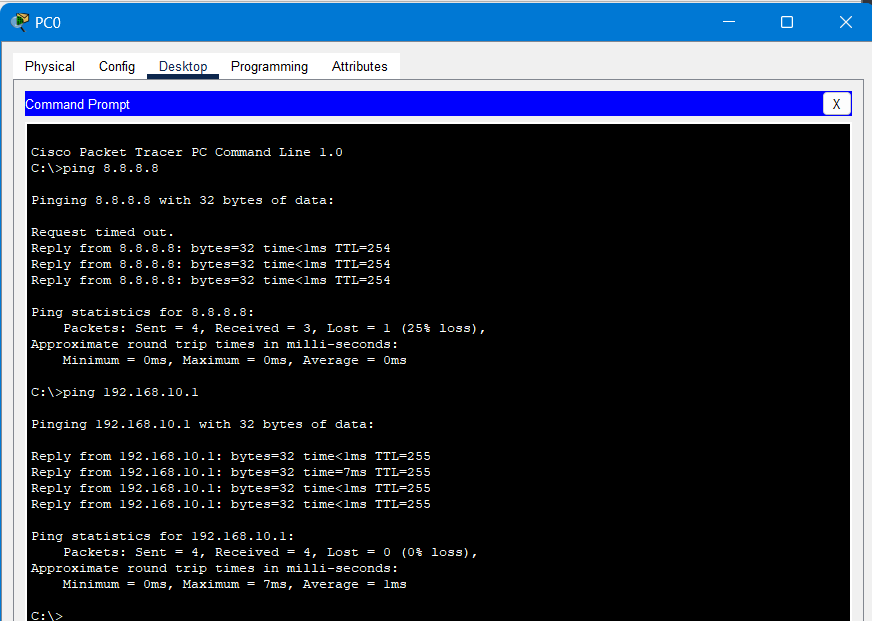 PC0
Physical Config Desktop Programming Attributes
Command Prompt X
Cisco Packet Tracer PC Command Line 1.0
C:\>ping 8.8.8.8
Pinging 8.8.8.8 with 32 bytes of data:
Request timed out.
Reply from 8.8.8.8: bytes=32 time<1ms TTL=254
Reply from 8.8.8.8: bytes=32 time<1ms TTL=254
Reply from 8.8.8.8: bytes=32 time<1ms TTL=254
Ping statistics for 8.8.8.8:
    Packets: Sent = 4, Received = 3, Lost = 1 (25% loss),
Approximate round trip times in milli-seconds:
    Minimum = 0ms, Maximum = 0ms, Average = 0ms
C:\>ping 192.168.10.1
Pinging 192.168.10.1 with 32 bytes of data:
Reply from 192.168.10.1: bytes=32 time<1ms TTL=255
Reply from 192.168.10.1: bytes=32 time=7ms TTL=255
Reply from 192.168.10.1: bytes=32 time<1ms TTL=255
Reply from 192.168.10.1: bytes=32 time<1ms TTL=255
Ping statistics for 192.168.10.1:
    Packets: Sent = 4, Received = 4, Lost = 0 (0% loss),
Approximate round trip times in milli-seconds:
    Minimum = 0ms, Maximum = 7ms, Average = 1ms
C:\>